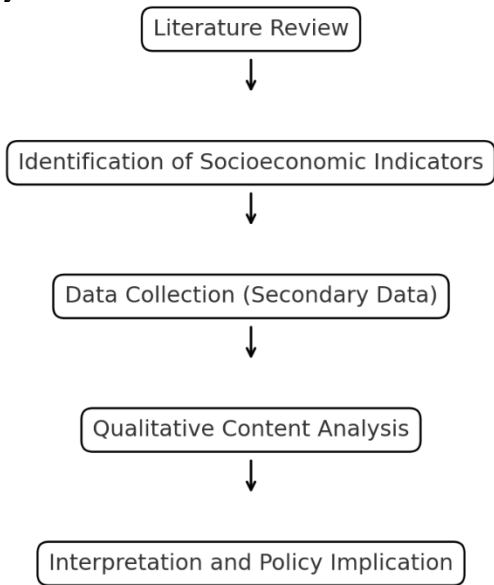 Literature Review
Identification of Socioeconomic Indicators
Data Collection (Secondary Data)
Qualitative Content Analysis
Interpretation and Policy Implication